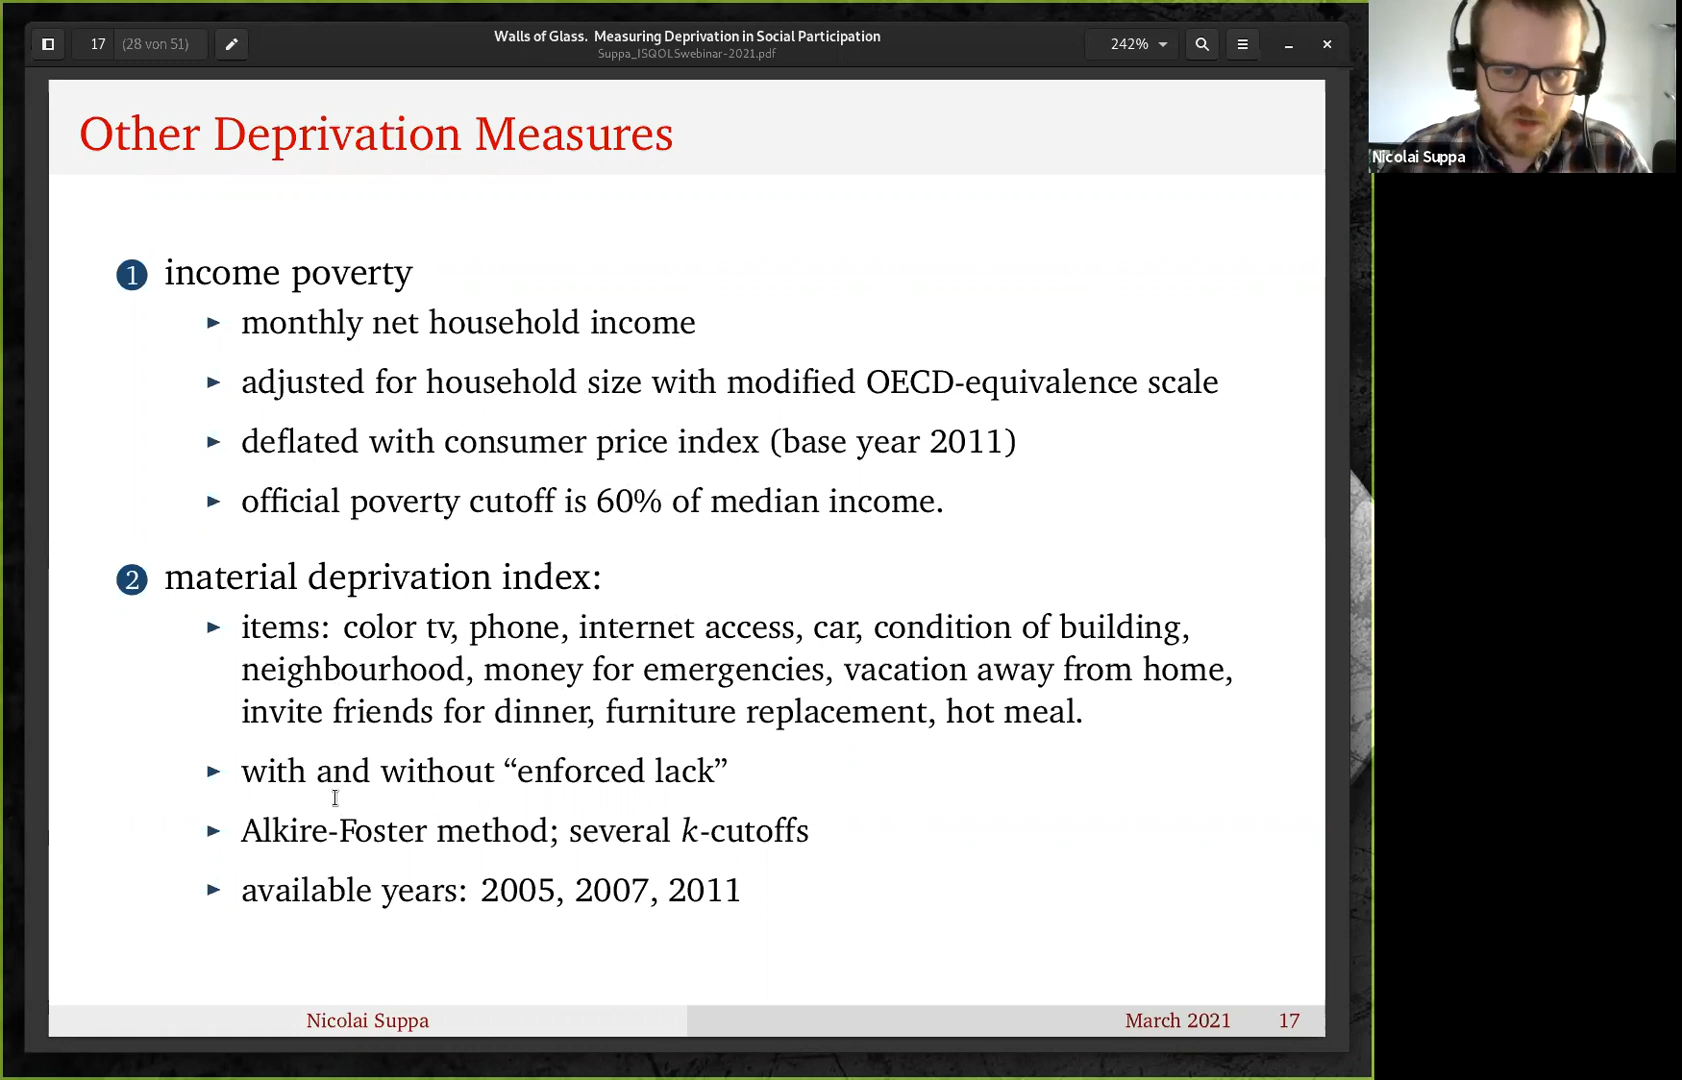 17 (28 von 51)
Walls of Glass. Measuring Deprivation in Social Participation
Suppa_ISQOLSwebinar-2021.pdf
242%
Nicolai Suppa
Other Deprivation Measures
1 income poverty
► monthly net household income
► adjusted for household size with modified OECD-equivalence scale
► deflated with consumer price index (base year 2011)
► official poverty cutoff is 60% of median income.
2 material deprivation index:
► items: color tv, phone, internet access, car, condition of building,
neighbourhood, money for emergencies, vacation away from home,
invite friends for dinner, furniture replacement, hot meal.
► with and without “enforced lack”
► Alkire-Foster method; several k-cutoffs
► available years: 2005, 2007, 2011
Nicolai Suppa March 2021 17